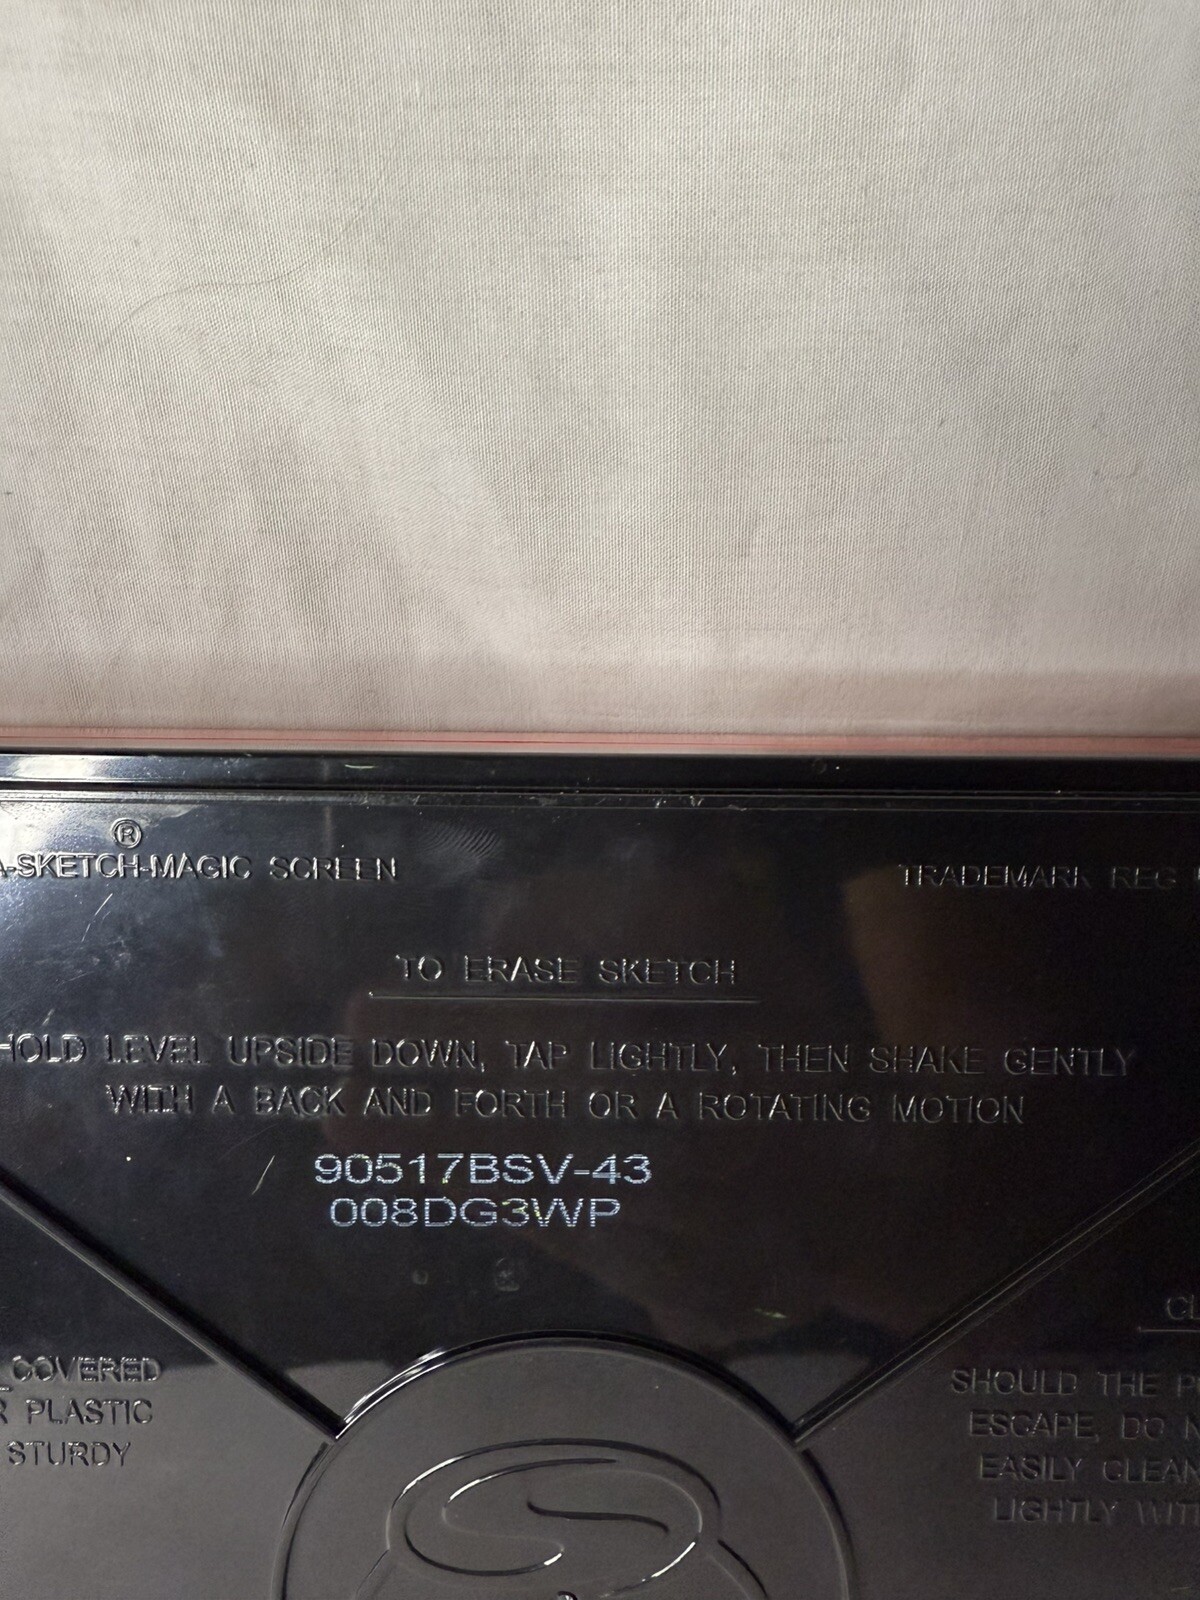 ®
A-SKETCH-MAGIC SCREEN
TRADEMARK REG
TO ERASE SKETCH
HOLD LEVEL UPSIDE DOWN, TAP LIGHTLY, THEN SHAKE GENTLY
WITH A BACK AND FORTH OR A ROTATING MOTION
90517BSV-43
008DG3WP
COVERED
R PLASTIC
STURDY
SHOULD THE P
ESCAPE, DO N
EASILY CLEAN
LIGHTLY WIT
S